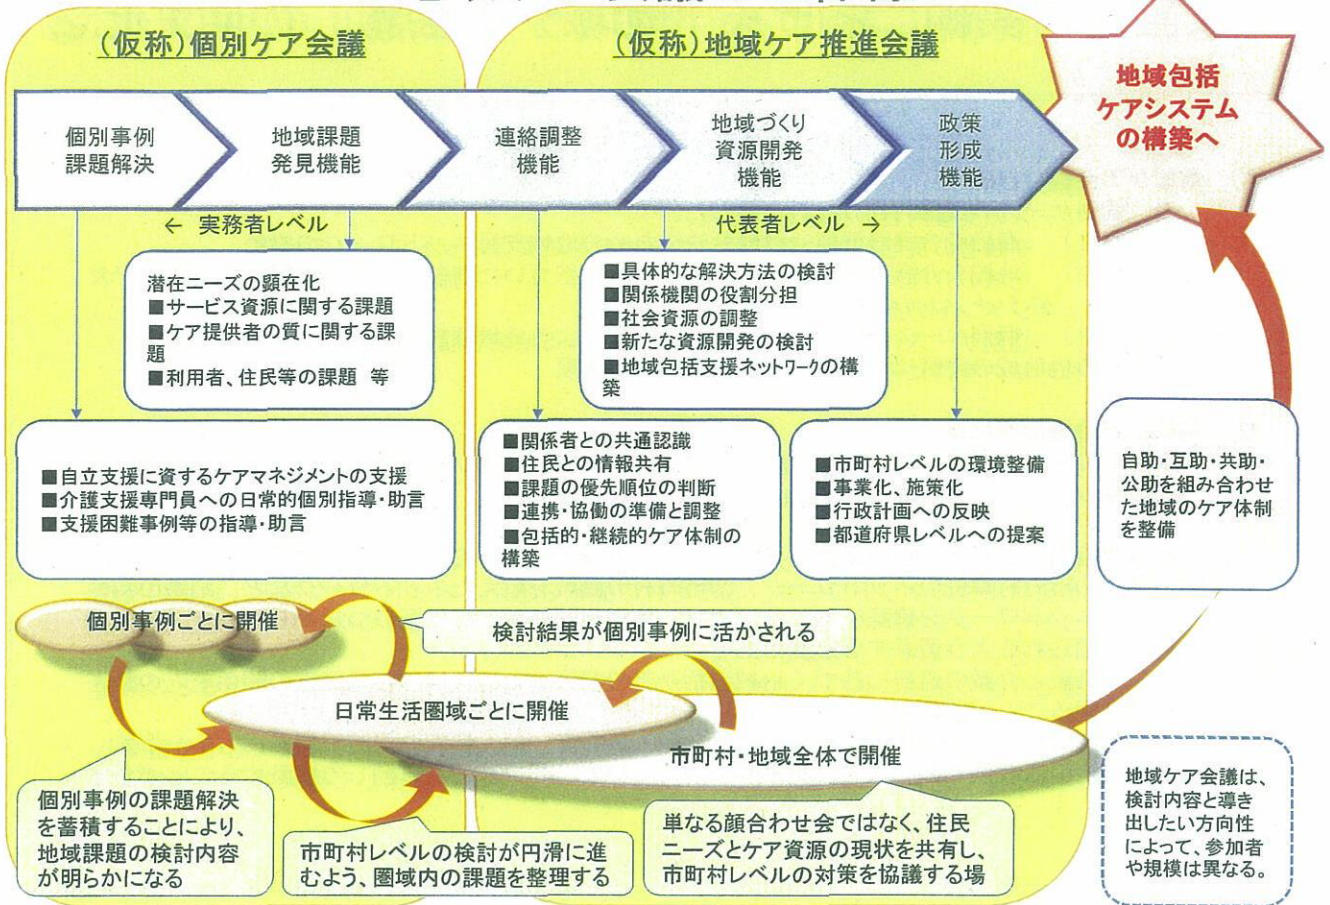 (仮称)個別ケア会議
(仮称)地域ケア推進会議
地域包括
ケアシステム
の構築へ
個別事例
課題解決
地域課題
発見機能
連絡調整
機能
地域づくり
資源開発
機能
政策
形成
機能
← 実務者レベル
代表者レベル →
潜在ニーズの顕在化
■サービス資源に関する課題
■ケア提供者の質に関する課
題
■利用者、住民等の課題 等
■具体的な解決方法の検討
■関係機関の役割分担
■社会資源の調整
■新たな資源開発の検討
■地域包括支援ネットワークの構
築
■自立支援に資するケアマネジメントの支援
■介護支援専門員への日常的個別指導・助言
■支援困難事例等の指導・助言
■関係者との共通認識
■住民との情報共有
■課題の優先順位の判断
■連携・協働の準備と調整
■包括的・継続的ケア体制の
構築
■市町村レベルの環境整備
■事業化、施策化
■行政計画への反映
■都道府県レベルへの提案
自助・互助・共助・
公助を組み合わせ
た地域のケア体制
を整備
個別事例ごとに開催
検討結果が個別事例に活かされる
日常生活圏域ごとに開催
市町村・地域全体で開催
個別事例の課題解決
を蓄積することにより、
地域課題の検討内容
が明らかになる
市町村レベルの検討が円滑に進
むよう、圏域内の課題を整理する
単なる顔合わせ会ではなく、住民
ニーズとケア資源の現状を共有し、
市町村レベルの対策を協議する場
地域ケア会議は、
検討内容と導き
出したい方向性
によって、参加者
や規模は異なる。